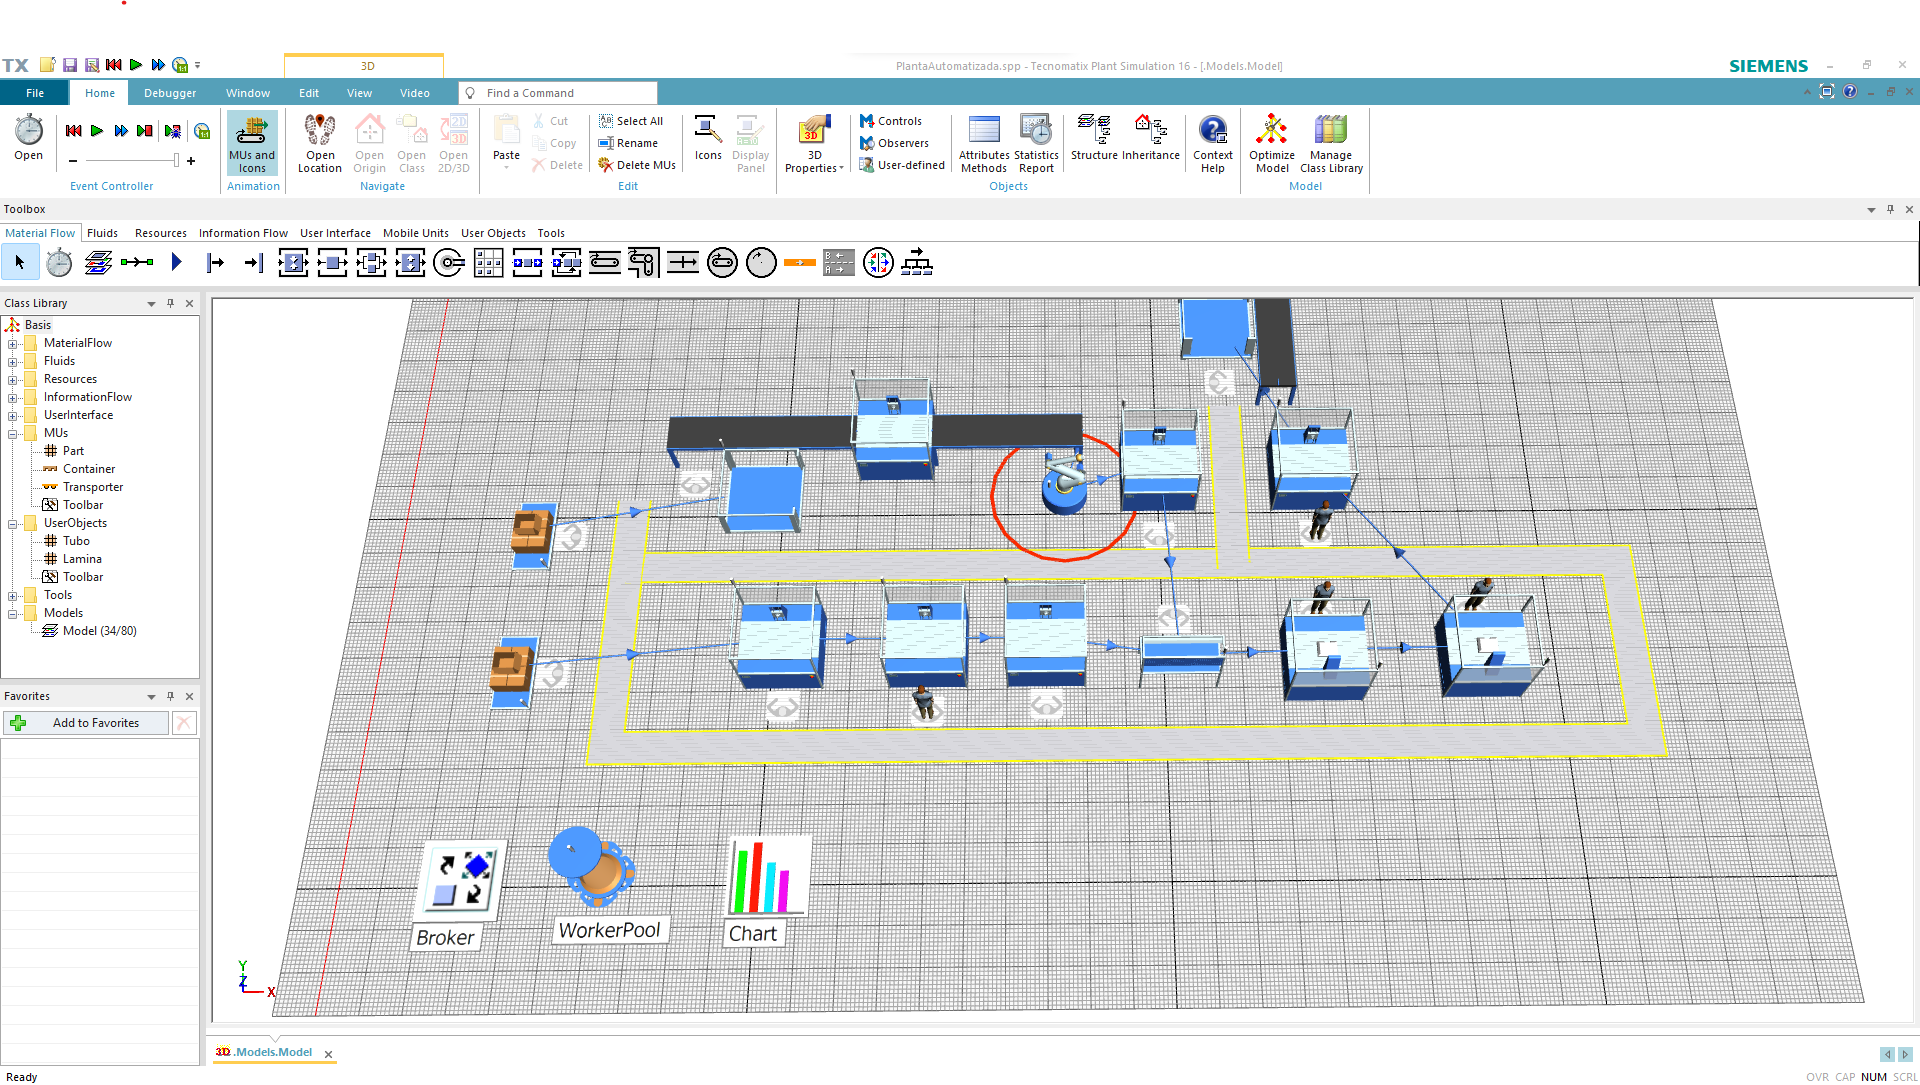 TX
3D
PlantaAutomatizada.spp - Tecnomatix Plant Simulation 16 - [.Models.Model]
SIEMENS
File Home Debugger Window Edit View Video Find a Command
Open
Event Controller
MUs and Icons
Animation
Open Location
Open Origin
Open Class
Open 2D/3D
Navigate
Paste
Cut
Copy
Delete
Select All
Rename
Delete MUs
Edit
Icons
Display Panel
3D Properties
Controls
Observers
User-defined
Attributes Methods
Statistics Report
Objects
Structure
Inheritance
Context Help
Optimize Model
Manage Class Library
Model
Toolbox
Material Flow Fluids Resources Information Flow User Interface Mobile Units User Objects Tools
Class Library
Basis
MaterialFlow
Fluids
Resources
InformationFlow
UserInterface
MUs
Part
Container
Transporter
Toolbar
UserObjects
Tubo
Lamina
Toolbar
Tools
Models
Model (34/80)
Favorites
Add to Favorites
Broker
WorkerPool
Chart
Y
Z
X
3D .Models.Model
Ready
OVR CAP NUM SCRL